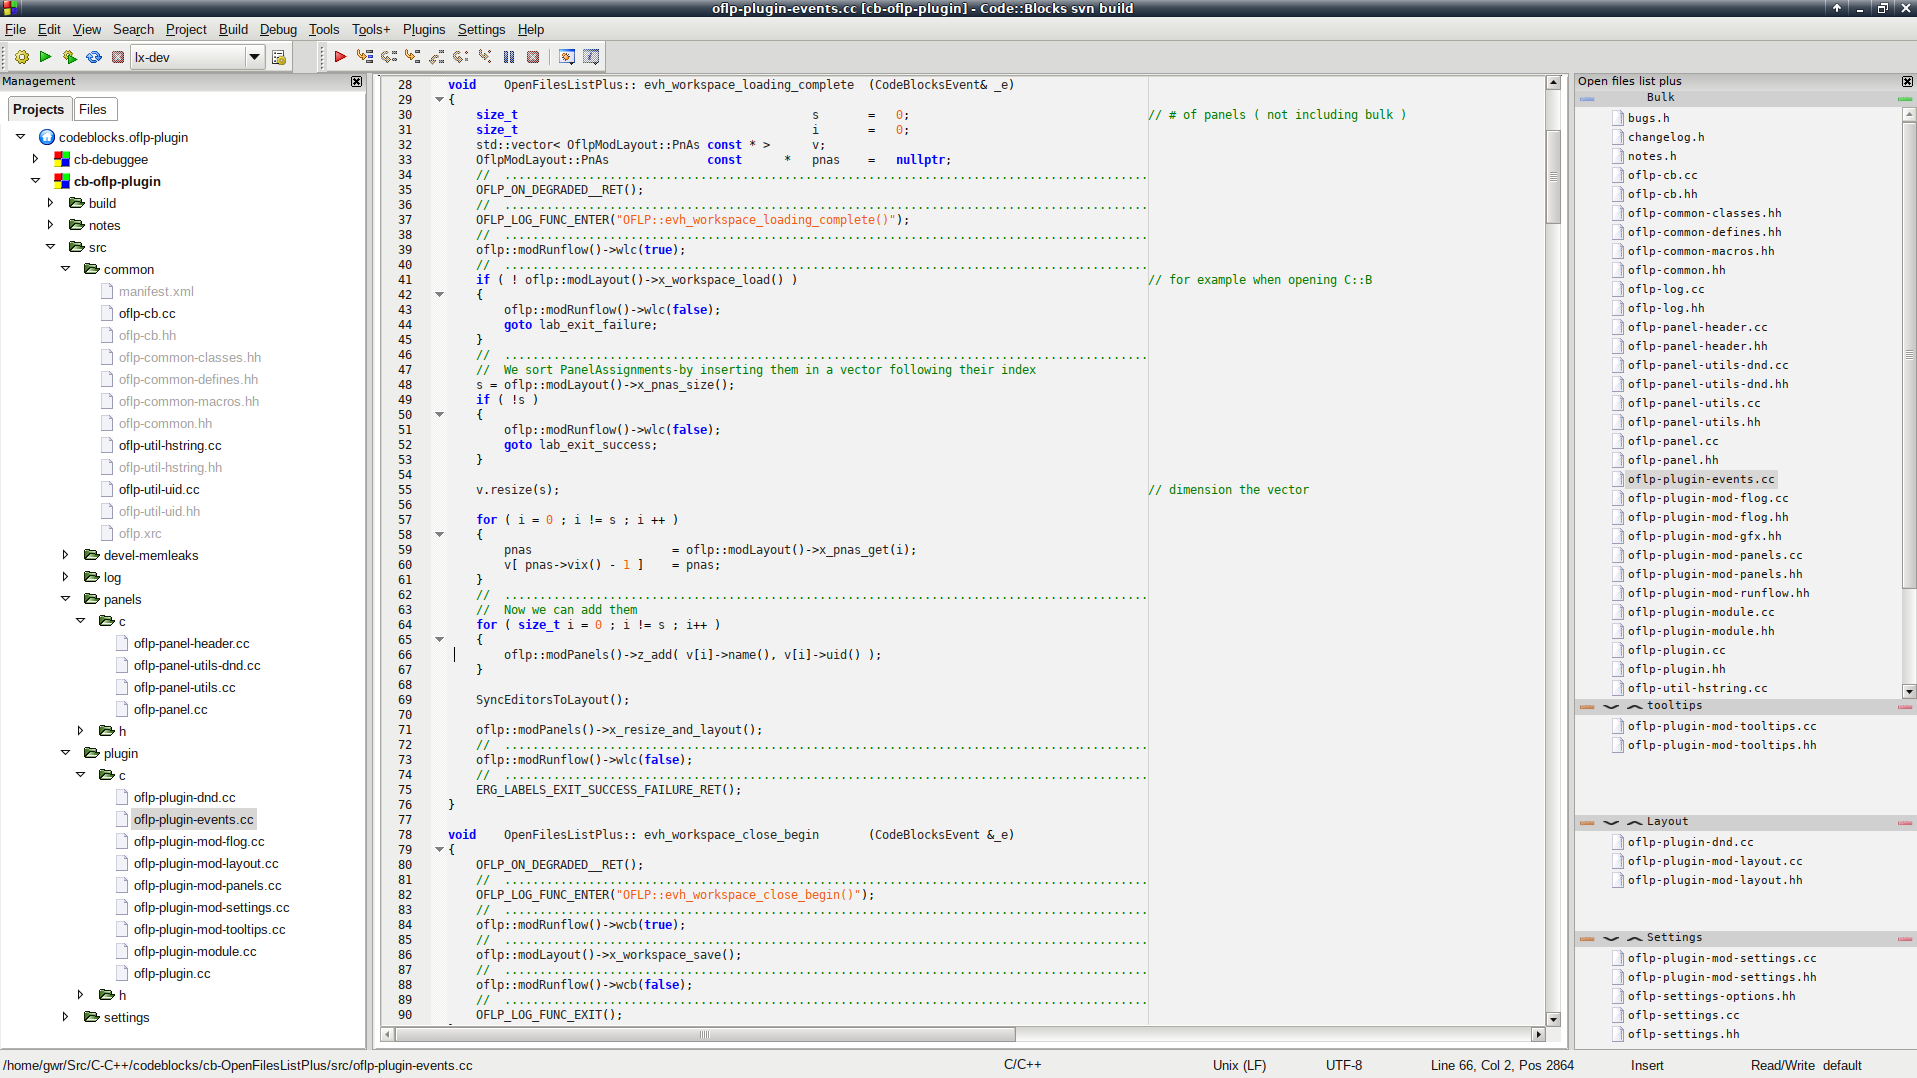 oflp-plugin-events.cc [cb-oflp-plugin] - Code::Blocks svn build
File Edit View Search Project Build Debug Tools Tools+ Plugins Settings Help
lx-dev
Management
Projects Files
codeblocks.oflp-plugin
cb-debuggee
cb-oflp-plugin
build
notes
src
common
manifest.xml
oflp-cb.cc
oflp-cb.hh
oflp-common-classes.hh
oflp-common-defines.hh
oflp-common-macros.hh
oflp-common.hh
oflp-util-hstring.cc
oflp-util-hstring.hh
oflp-util-uid.cc
oflp-util-uid.hh
oflp.xrc
devel-memleaks
log
panels
c
oflp-panel-header.cc
oflp-panel-utils-dnd.cc
oflp-panel-utils.cc
oflp-panel.cc
h
plugin
c
oflp-plugin-dnd.cc
oflp-plugin-events.cc
oflp-plugin-mod-flog.cc
oflp-plugin-mod-layout.cc
oflp-plugin-mod-panels.cc
oflp-plugin-mod-settings.cc
oflp-plugin-mod-tooltips.cc
oflp-plugin-module.cc
oflp-plugin.cc
h
settings
28 void OpenFilesListPlus:: evh_workspace_loading_complete (CodeBlocksEvent& _e)
29 {
30 size_t s = 0; // # of panels ( not including bulk )
31 size_t i = 0;
32 std::vector< OflpModLayout::PnAs const * > v;
33 OflpModLayout::PnAs const * pnas = nullptr;
34 // ............................................................................................
35 OFLP_ON_DEGRADED__RET();
36 // ............................................................................................
37 OFLP_LOG_FUNC_ENTER("OFLP::evh_workspace_loading_complete()");
38 // ............................................................................................
39 oflp::modRunflow()->wlc(true);
40 // ............................................................................................
41 if ( ! oflp::modLayout()->x_workspace_load() ) // for example when opening C::B
42 {
43 oflp::modRunflow()->wlc(false);
44 goto lab_exit_failure;
45 }
46 // ............................................................................................
47 // We sort PanelAssignments-by inserting them in a vector following their index
48 s = oflp::modLayout()->x_pnas_size();
49 if ( !s )
50 {
51 oflp::modRunflow()->wlc(false);
52 goto lab_exit_success;
53 }
54
55 v.resize(s); // dimension the vector
56
57 for ( i = 0 ; i != s ; i ++ )
58 {
59 pnas = oflp::modLayout()->x_pnas_get(i);
60 v[ pnas->vix() - 1 ] = pnas;
61 }
62 // ............................................................................................
63 // Now we can add them
64 for ( size_t i = 0 ; i != s ; i++ )
65 {
66 oflp::modPanels()->z_add( v[i]->name(), v[i]->uid() );
67 }
68
69 SyncEditorsToLayout();
70
71 oflp::modPanels()->x_resize_and_layout();
72 // ............................................................................................
73 oflp::modRunflow()->wlc(false);
74 // ............................................................................................
75 ERG_LABELS_EXIT_SUCCESS_FAILURE_RET();
76 }
77
78 void OpenFilesListPlus:: evh_workspace_close_begin (CodeBlocksEvent &_e)
79 {
80 OFLP_ON_DEGRADED__RET();
81 // ............................................................................................
82 OFLP_LOG_FUNC_ENTER("OFLP::evh_workspace_close_begin()");
83 // ............................................................................................
84 oflp::modRunflow()->wcb(true);
85 // ............................................................................................
86 oflp::modLayout()->x_workspace_save();
87 // ............................................................................................
88 oflp::modRunflow()->wcb(false);
89 // ............................................................................................
90 OFLP_LOG_FUNC_EXIT();
Open files list plus
Bulk
bugs.h
changelog.h
notes.h
oflp-cb.cc
oflp-cb.hh
oflp-common-classes.hh
oflp-common-defines.hh
oflp-common-macros.hh
oflp-common.hh
oflp-log.cc
oflp-log.hh
oflp-panel-header.cc
oflp-panel-header.hh
oflp-panel-utils-dnd.cc
oflp-panel-utils-dnd.hh
oflp-panel-utils.cc
oflp-panel-utils.hh
oflp-panel.cc
oflp-panel.hh
oflp-plugin-events.cc
oflp-plugin-mod-flog.cc
oflp-plugin-mod-flog.hh
oflp-plugin-mod-gfx.hh
oflp-plugin-mod-panels.cc
oflp-plugin-mod-panels.hh
oflp-plugin-mod-runflow.hh
oflp-plugin-module.cc
oflp-plugin-module.hh
oflp-plugin.cc
oflp-plugin.hh
oflp-util-hstring.cc
tooltips
oflp-plugin-mod-tooltips.cc
oflp-plugin-mod-tooltips.hh
Layout
oflp-plugin-dnd.cc
oflp-plugin-mod-layout.cc
oflp-plugin-mod-layout.hh
Settings
oflp-plugin-mod-settings.cc
oflp-plugin-mod-settings.hh
oflp-settings-options.hh
oflp-settings.cc
oflp-settings.hh
/home/gwr/Src/C-C++/codeblocks/cb-OpenFilesListPlus/src/oflp-plugin-events.cc C/C++ Unix (LF) UTF-8 Line 66, Col 2, Pos 2864 Insert Read/Write default